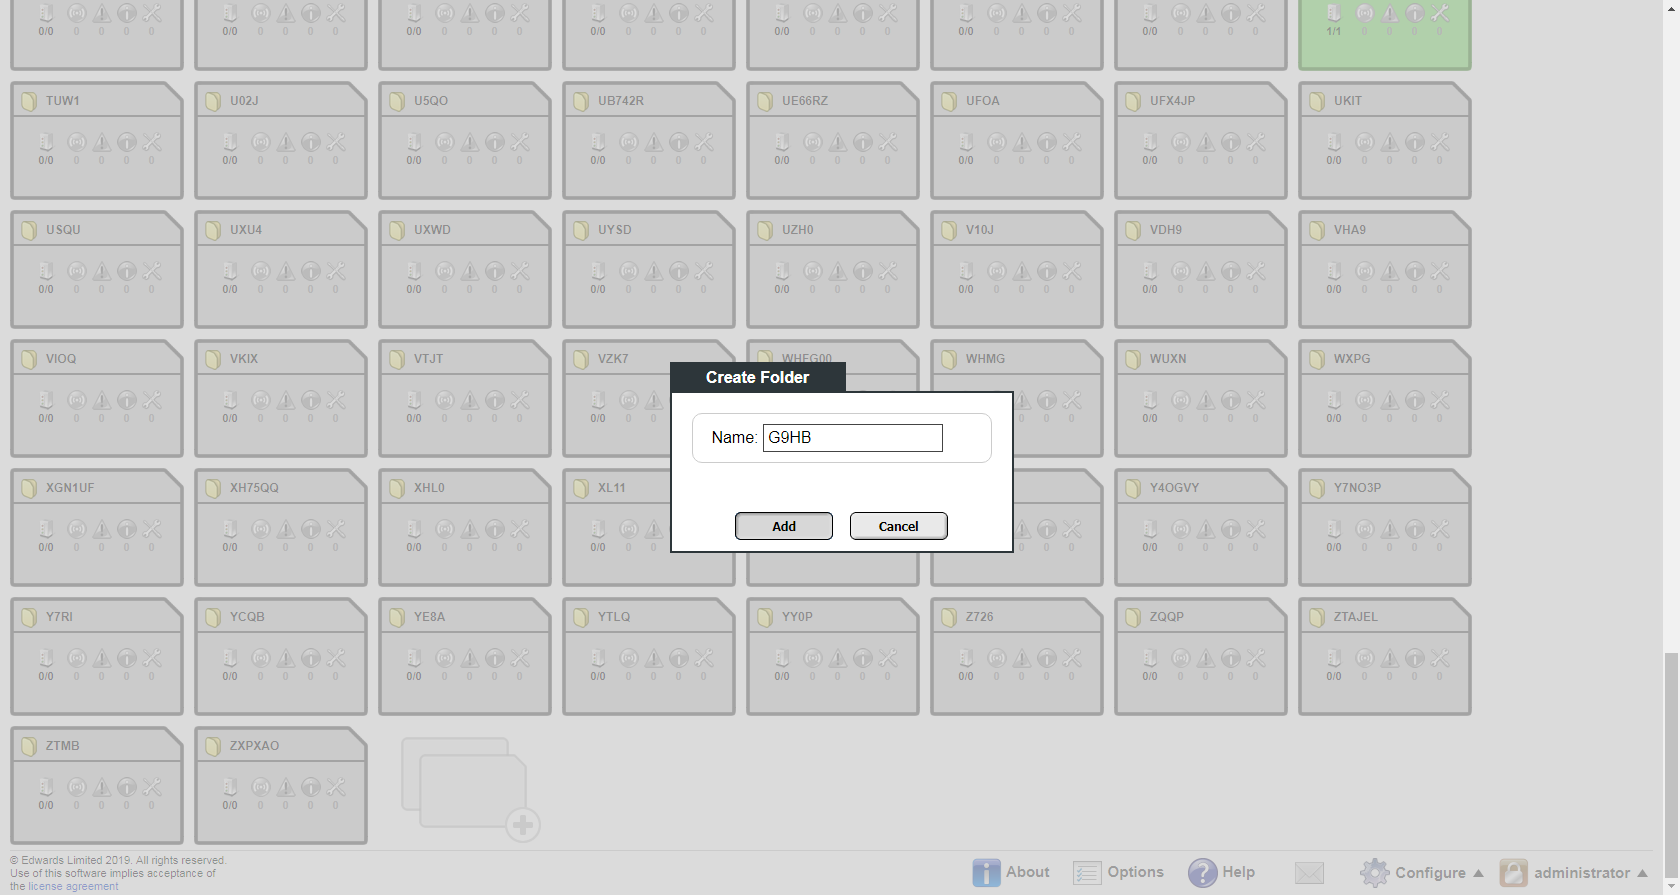 0/0 0 0 0 0 0/0 0 0 0 0 0/0 0 0 0 0 0/0 0 0 0 0 0/0 0 0 0 0 0/0 0 0 0 0 0/0 0 0 0 0 1/1 0 0 0 0
TUW1 U02J U5QO UB742R UE66RZ UFOA UFX4JP UKIT
0/0 0 0 0 0 0/0 0 0 0 0 0/0 0 0 0 0 0/0 0 0 0 0 0/0 0 0 0 0 0/0 0 0 0 0 0/0 0 0 0 0 0/0 0 0 0 0
USQU UXU4 UXWD UYSD UZH0 V10J VDH9 VHA9
0/0 0 0 0 0 0/0 0 0 0 0 0/0 0 0 0 0 0/0 0 0 0 0 0/0 0 0 0 0 0/0 0 0 0 0 0/0 0 0 0 0 0/0 0 0 0 0
VIOQ VKIX VTJT VZK7 WHFG00 WHMG WUXN WXPG
Create Folder
0/0 0 0 0 0 0/0 0 0 0 0 0/0 0 0 0 0 0/0 0 0 0 0 0 0/0 0 0 0 0 0/0 0 0 0 0
Name: G9HB
XGN1UF XH75QQ XHL0 XL11 Y4OGVY Y7NO3P
Add Cancel
0/0 0 0 0 0 0/0 0 0 0 0 0/0 0 0 0 0 0/0 0 0 0 0 0 0/0 0 0 0 0 0/0 0 0 0 0
Y7RI YCQB YE8A YTLQ YY0P Z726 ZQQP ZTAJEL
0/0 0 0 0 0 0/0 0 0 0 0 0/0 0 0 0 0 0/0 0 0 0 0 0/0 0 0 0 0 0/0 0 0 0 0 0/0 0 0 0 0 0/0 0 0 0 0
ZTMB ZXPXAO
0/0 0 0 0 0 0/0 0 0 0 0
© Edwards Limited 2019. All rights reserved.
Use of this software implies acceptance of
the license agreement
About Options Help Configure administrator